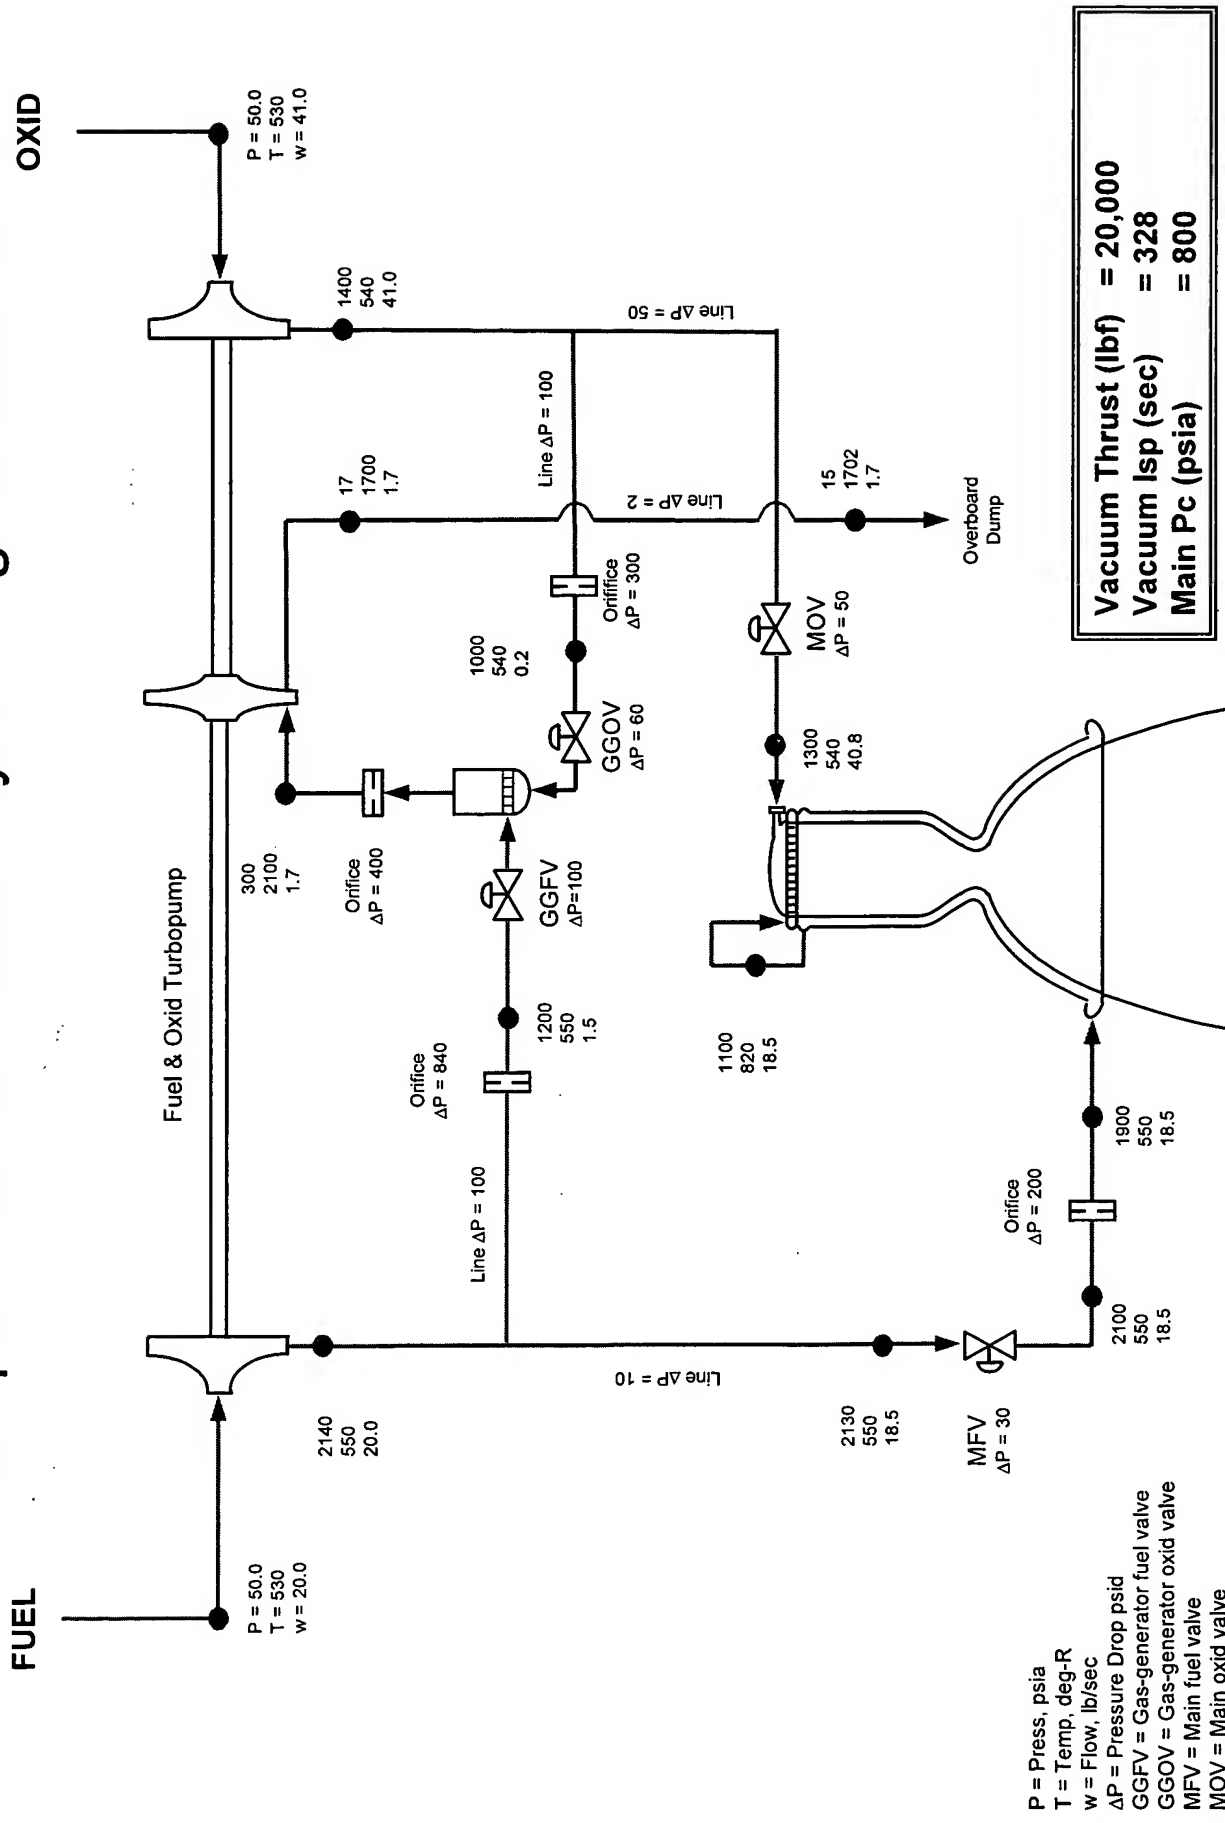 FUEL
OXID
P = 50.0
T = 530
w = 20.0
P = 50.0
T = 530
w = 41.0
Fuel & Oxid Turbopump
2140
550
20.0
1400
540
41.0
300
2100
1.7
17
1700
1.7
Orifice
ΔP = 400
Line ΔP = 100
Orifice
ΔP = 840
1200
550
1.5
GGFV
ΔP=100
GGOV
ΔP = 60
1000
540
0.2
Orififice
ΔP = 300
Line ΔP = 100
Line ΔP = 10
Line ΔP = 2
Line ΔP = 50
2130
550
18.5
MFV
ΔP = 30
2100
550
18.5
Orifice
ΔP = 200
1900
550
18.5
1100
820
18.5
1300
540
40.8
MOV
ΔP = 50
15
1702
1.7
Overboard
Dump
P = Press, psia
T = Temp, deg-R
w = Flow, lb/sec
ΔP = Pressure Drop psid
GGFV = Gas-generator fuel valve
GGOV = Gas-generator oxid valve
MFV = Main fuel valve
MOV = Main oxid valve
Vacuum Thrust (lbf) = 20,000
Vacuum Isp (sec) = 328
Main Pc (psia) = 800